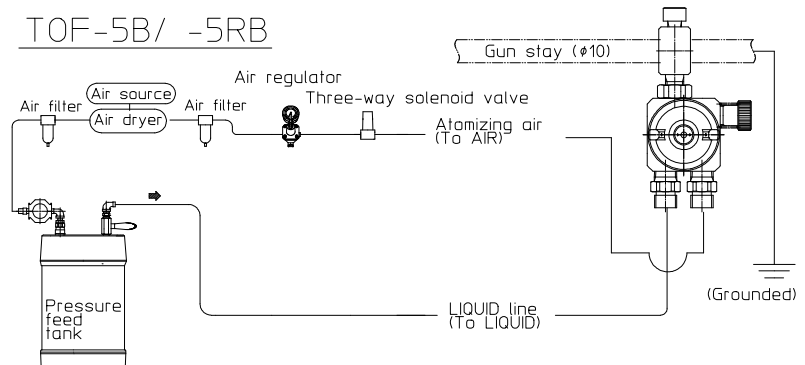 TOF-5B/ -5RB
Gun stay (φ10)
Air regulator
Air source
Air filter
Air dryer
Air filter
Three-way solenoid valve
Atomizing air
(To AIR)
(Grounded)
Pressure
feed
tank
LIQUID line
(To LIQUID)